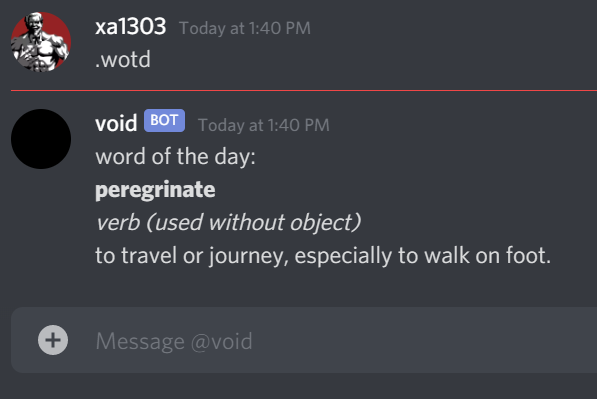 xa1303 Today at 1:40 PM
.wotd
void BOT Today at 1:40 PM
word of the day:
peregrinate
verb (used without object)
to travel or journey, especially to walk on foot.
Message @void